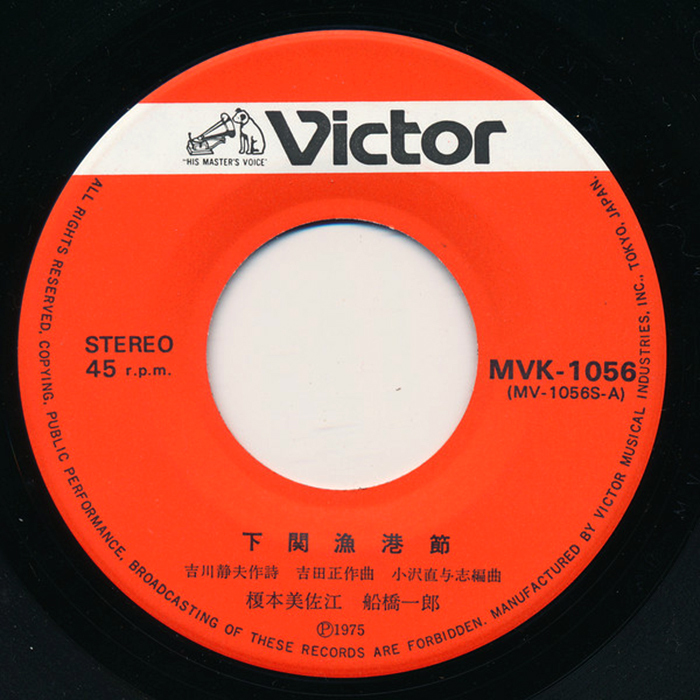 Victor
"HIS MASTER'S VOICE"
STEREO
45 r.p.m.
MVK-1056
(MV-1056S-A)
下関漁港節
吉川静夫作詩 吉田正作曲 小沢直与志編曲
榎本美佐江 船橋一郎
Ⓟ1975
ALL RIGHTS RESERVED, COPYING, PUBLIC PERFORMANCE, BROADCASTING OF THESE RECORDS ARE FORBIDDEN. MANUFACTURED BY VICTOR MUSICAL INDUSTRIES, INC., TOKYO, JAPAN.